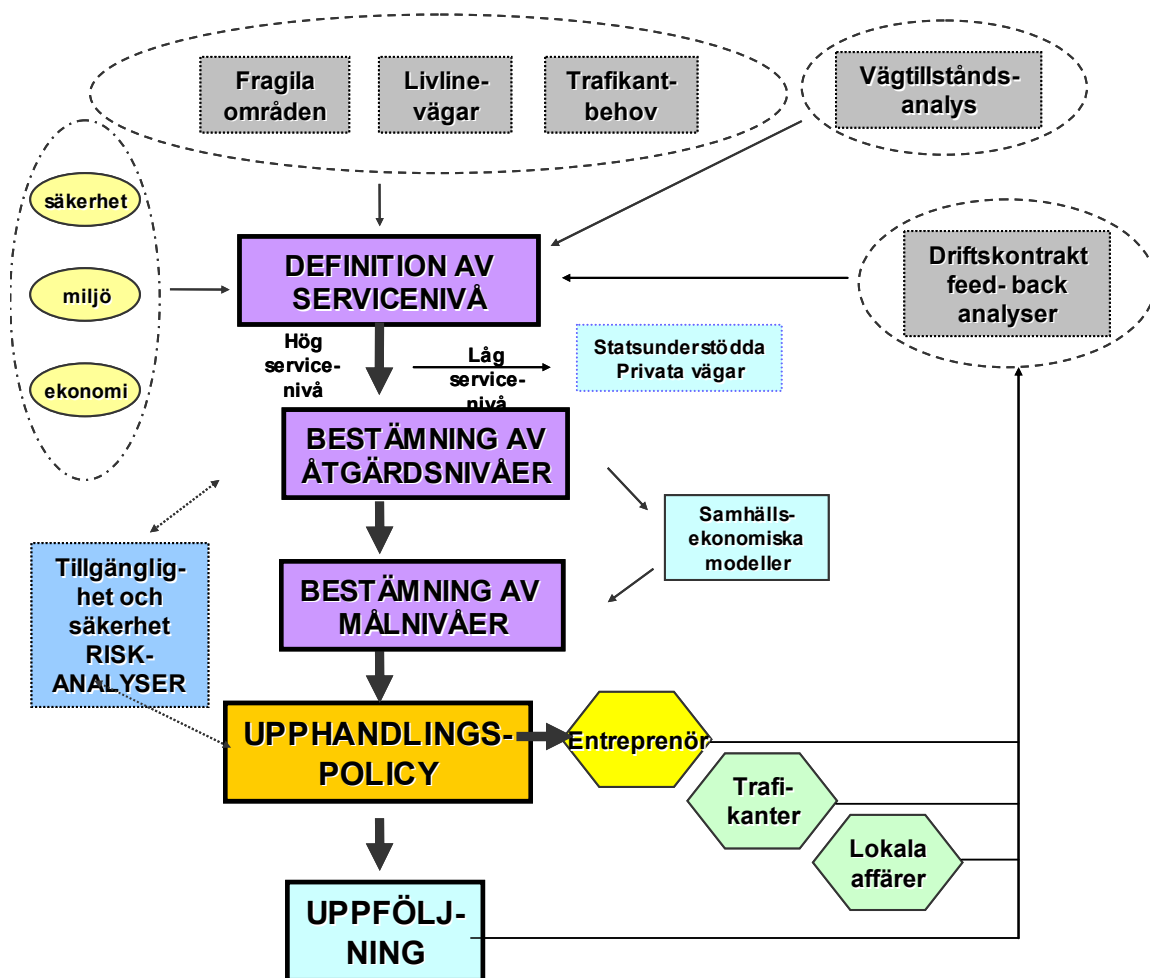 Fragila
områden
Livline-
vägar
Trafikant-
behov
Vägtillstånds-
analys
säkerhet
miljö
ekonomi
DEFINITION AV
SERVICENIVÅ
Driftskontrakt
feed- back
analyser
Hög
service-
nivå
Låg
service-
nivå
Statsunderstödda
Privata vägar
BESTÄMNING AV
ÅTGÄRDSNIVÅER
Samhälls-
ekonomiska
modeller
Tillgänglig-
het och
säkerhet
RISK-
ANALYSER
BESTÄMNING AV
MÅLNIVÅER
UPPHANDLINGS-
POLICY
Entreprenör
Trafi-
kanter
Lokala
affärer
UPPFÖLJ-
NING